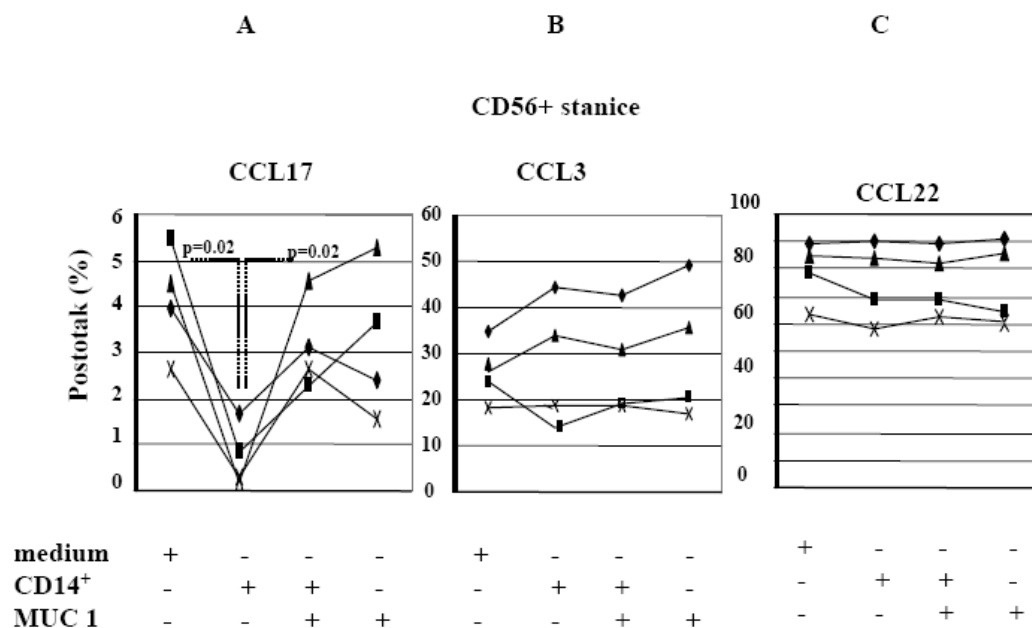 A B C
CD56+ stanice
CCL17 CCL3 CCL22
Postotak (%)
6 5 4 3 2 1 0
p=0.02 p=0.02
60 50 40 30 20 10 0
100 80 60 40 20 0
medium + - - - + - - - + - - -
CD14+ - + + - - + + - - + + -
MUC 1 - - + + - - + + - - + +